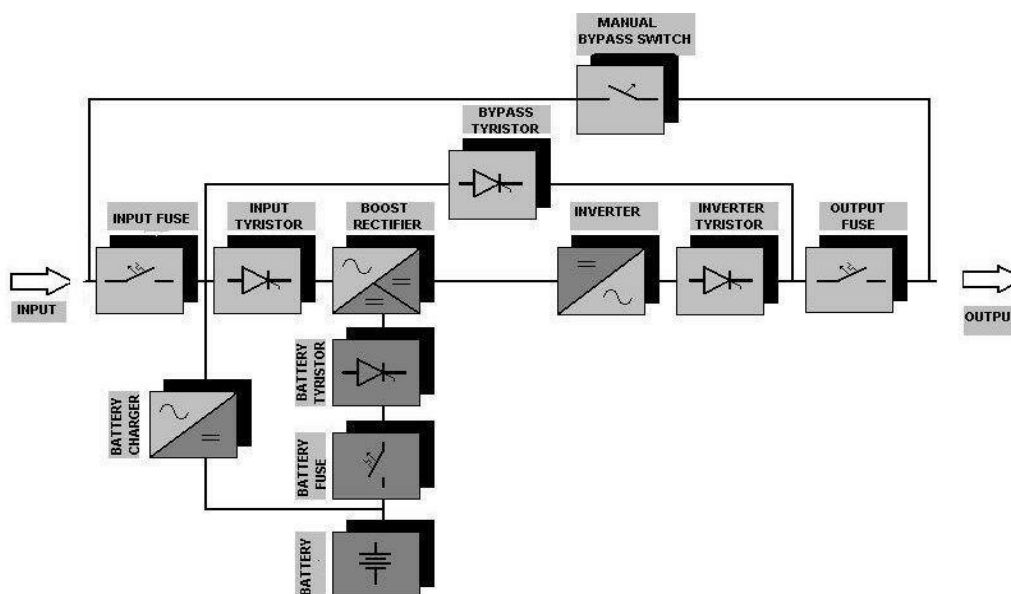 MANUAL
BYPASS SWITCH
BYPASS
TYRISTOR
INPUT FUSE
INPUT
TYRISTOR
BOOST
RECTIFIER
INVERTER
INVERTER
TYRISTOR
OUTPUT
FUSE
INPUT
OUTPUT
BATTERY
TYRISTOR
BATTERY
CHARGER
BATTERY
FUSE
BATTERY